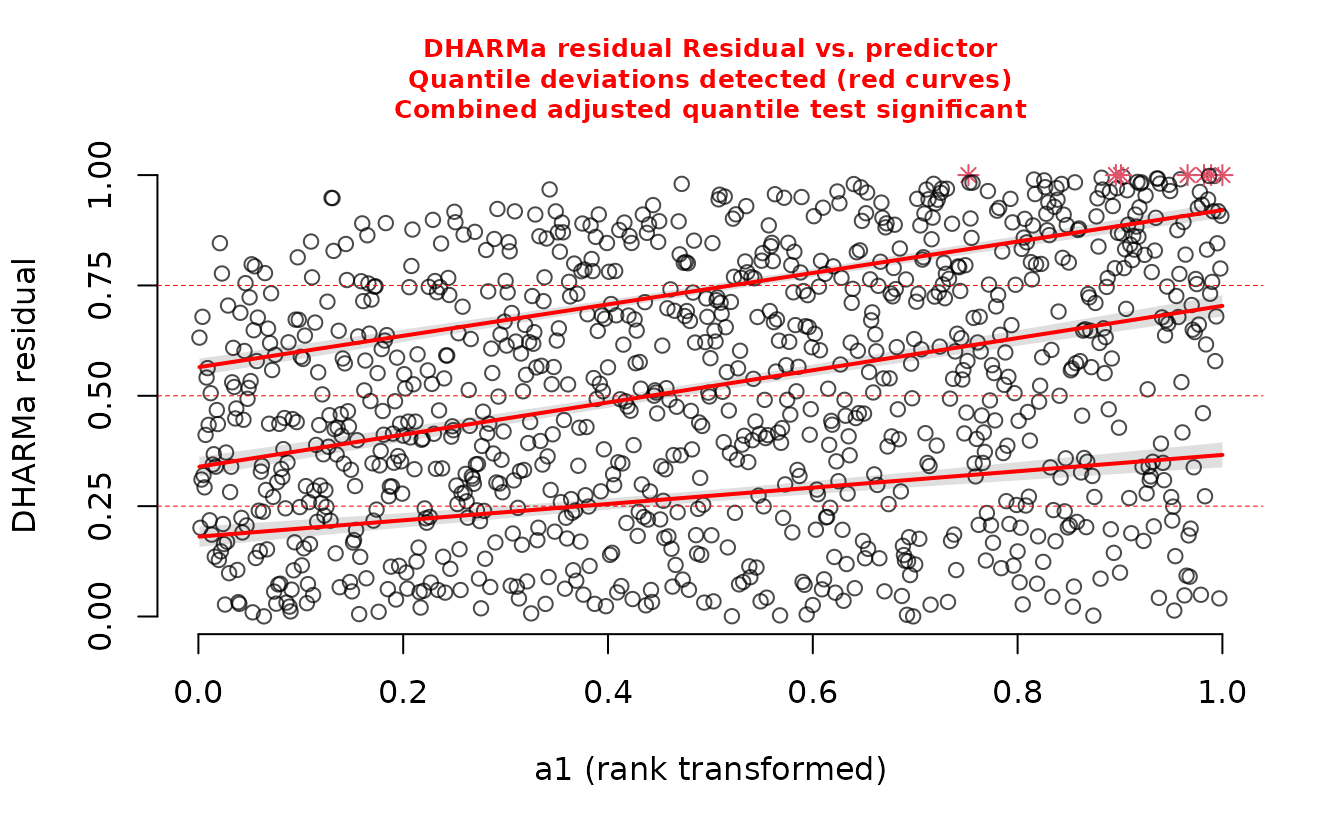 DHARMa residual Residual vs. predictor
Quantile deviations detected (red curves)
Combined adjusted quantile test significant
DHARMa residual
1.00
0.75
0.50
0.25
0.00
0.0 0.2 0.4 0.6 0.8 1.0
a1 (rank transformed)